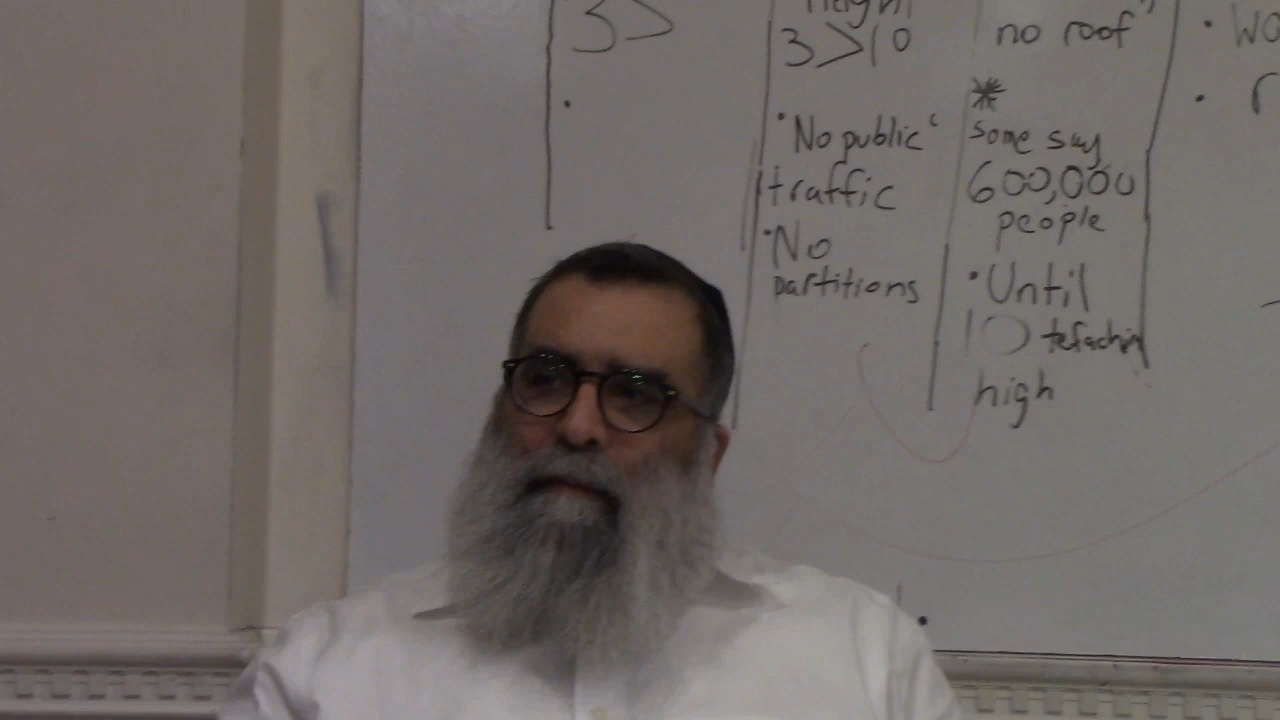 3>
height
3>10
• No public
traffic
• No
partitions
no roof"
*
some say
600,000
people
• Until
10 tefachim
high